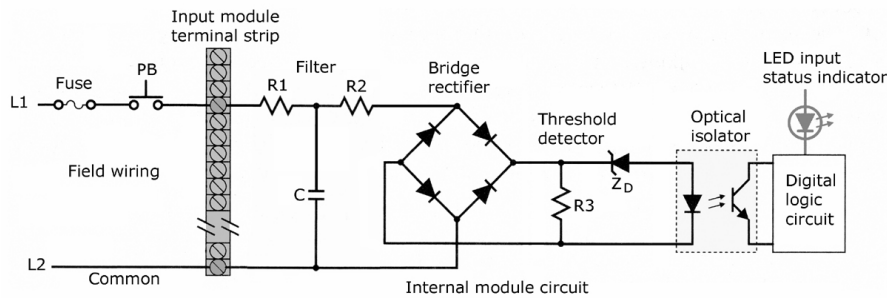 Input module
terminal strip
Fuse
PB
L1
Filter
R1
R2
Bridge
rectifier
LED input
status indicator
Threshold
detector
Optical
isolator
Field wiring
C
Z_D
R3
Digital
logic
circuit
L2
Common
Internal module circuit